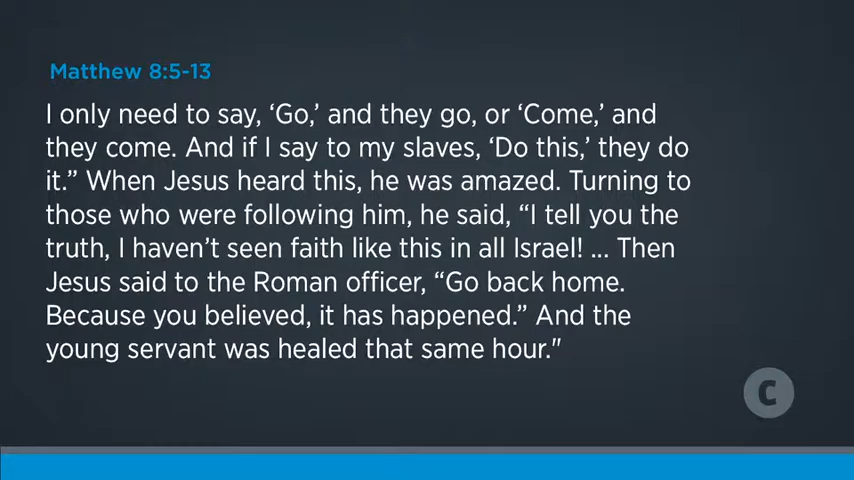 Matthew 8:5-13
I only need to say, ‘Go,’ and they go, or ‘Come,’ and
they come. And if I say to my slaves, ‘Do this,’ they do
it.” When Jesus heard this, he was amazed. Turning to
those who were following him, he said, “I tell you the
truth, I haven’t seen faith like this in all Israel! ... Then
Jesus said to the Roman officer, “Go back home.
Because you believed, it has happened.” And the
young servant was healed that same hour."
C